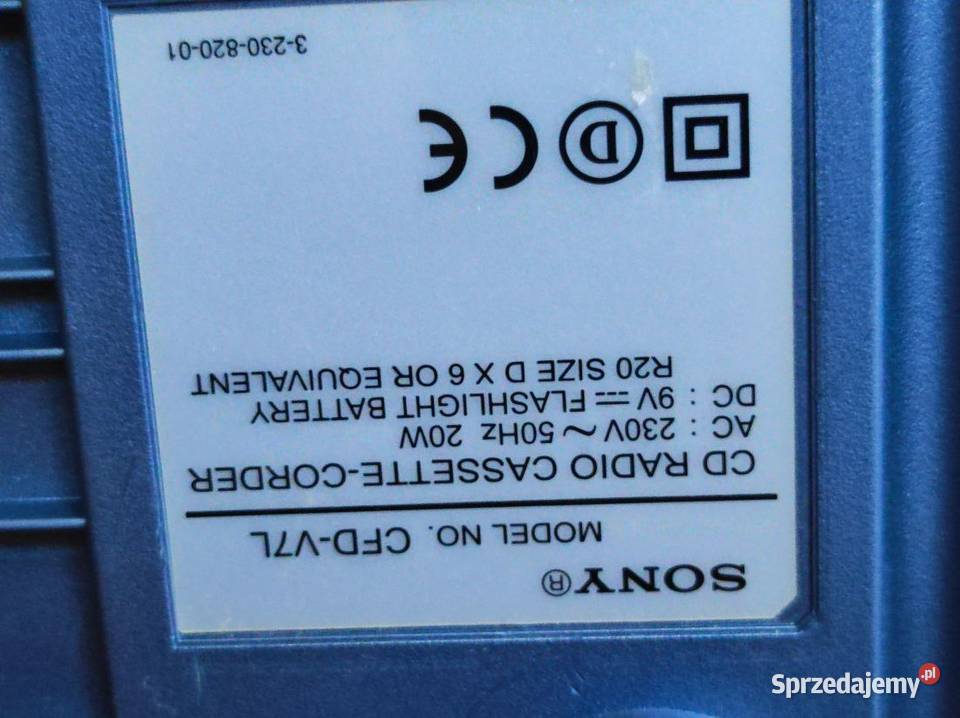 SONY®
MODEL NO. CFD-V7L
CD RADIO CASSETTE-CORDER
AC : 230V ~ 50Hz 20W
DC : 9V ⎓ FLASHLIGHT BATTERY
R20 SIZE D X 6 OR EQUIVALENT
D CE
3-230-820-01
Sprzedajemy.pl